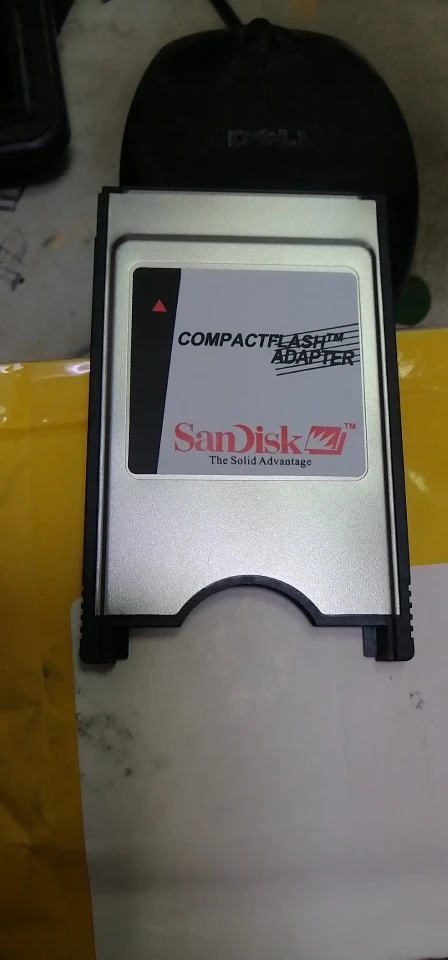 DELL
COMPACTFLASH™
ADAPTER
SanDisk™
The Solid Advantage